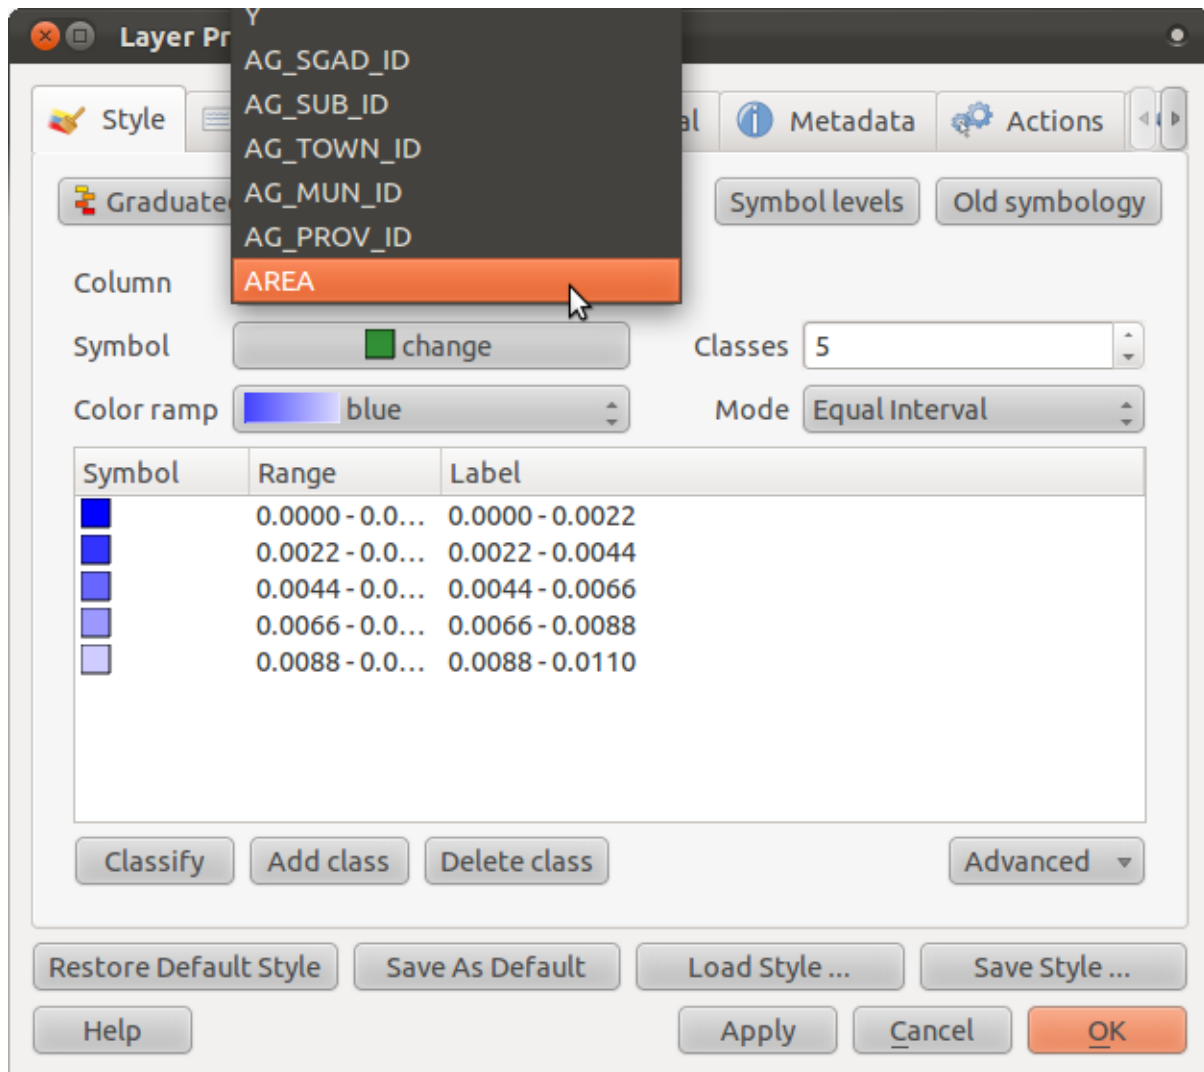 Layer Pr
Y
AG_SGAD_ID
AG_SUB_ID
AG_TOWN_ID
AG_MUN_ID
AG_PROV_ID
AREA
Style
al
Metadata
Actions
Graduate
Symbol levels
Old symbology
Column
Symbol
change
Classes
5
Color ramp
blue
Mode
Equal Interval
Symbol Range Label
0.0000 - 0.0... 0.0000 - 0.0022
0.0022 - 0.0... 0.0022 - 0.0044
0.0044 - 0.0... 0.0044 - 0.0066
0.0066 - 0.0... 0.0066 - 0.0088
0.0088 - 0.0... 0.0088 - 0.0110
Classify
Add class
Delete class
Advanced
Restore Default Style
Save As Default
Load Style ...
Save Style ...
Help
Apply
Cancel
OK